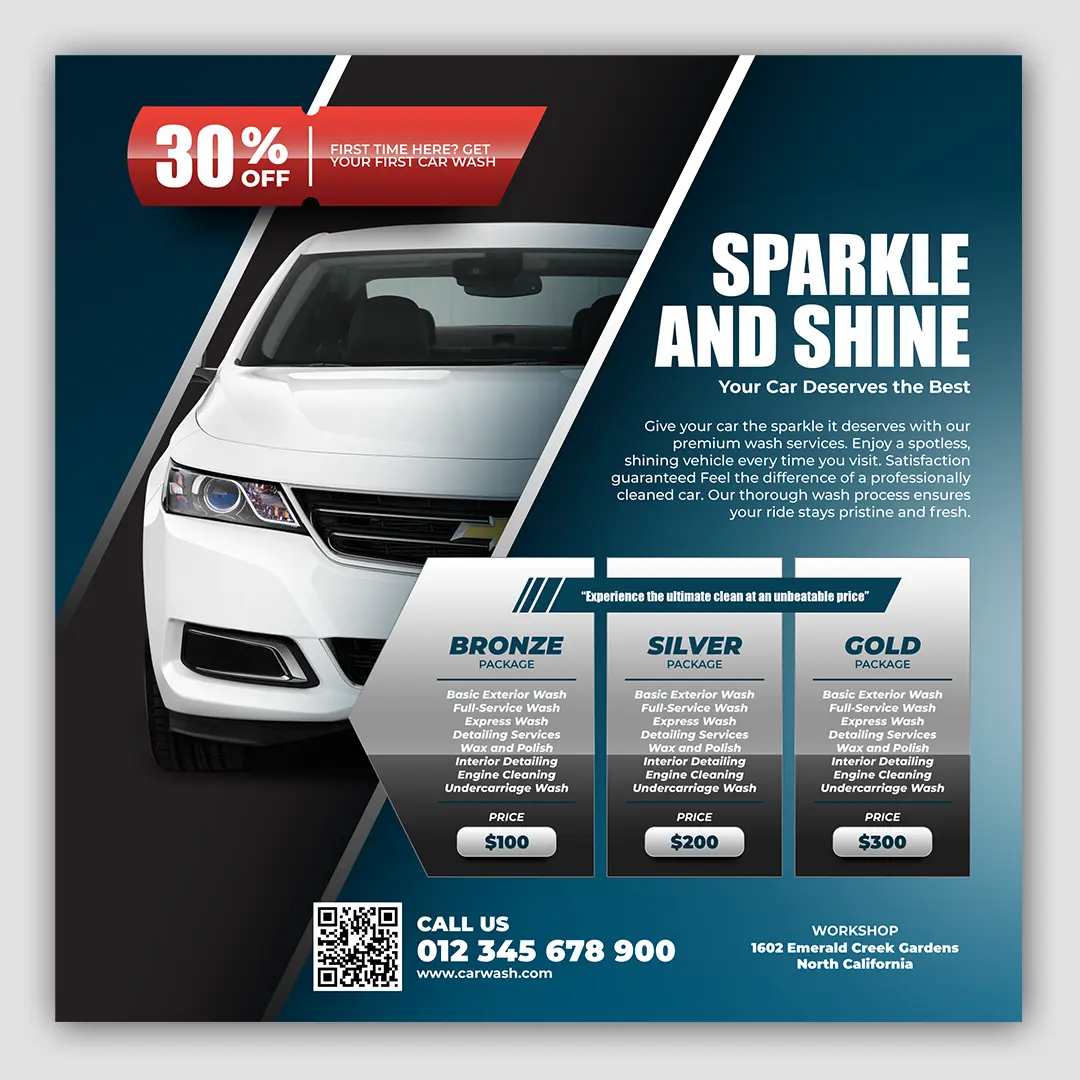 30%
OFF
FIRST TIME HERE? GET
YOUR FIRST CAR WASH
SPARKLE
AND SHINE
Your Car Deserves the Best
Give your car the sparkle it deserves with our
premium wash services. Enjoy a spotless,
shining vehicle every time you visit. Satisfaction
guaranteed Feel the difference of a professionally
cleaned car. Our thorough wash process ensures
your ride stays pristine and fresh.
“Experience the ultimate clean at an unbeatable price”
BRONZE
PACKAGE
Basic Exterior Wash
Full-Service Wash
Express Wash
Detailing Services
Wax and Polish
Interior Detailing
Engine Cleaning
Undercarriage Wash
PRICE
$100
SILVER
PACKAGE
Basic Exterior Wash
Full-Service Wash
Express Wash
Detailing Services
Wax and Polish
Interior Detailing
Engine Cleaning
Undercarriage Wash
PRICE
$200
GOLD
PACKAGE
Basic Exterior Wash
Full-Service Wash
Express Wash
Detailing Services
Wax and Polish
Interior Detailing
Engine Cleaning
Undercarriage Wash
PRICE
$300
CALL US
012 345 678 900
www.carwash.com
WORKSHOP
1602 Emerald Creek Gardens
North California